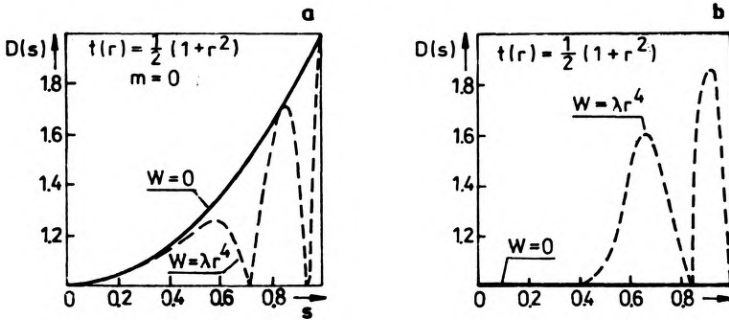 a
D(s)
t(r) = 1/2 (1+r²)
m=0
1.8
1.6
1.4
1.2
W=0
W=λr⁴
0
0.2
0.4
0.6
0.8
s
b
D(s)
t(r) = 1/2 (1+r²)
W=λr⁴
1.8
1.6
1.4
1.2
W=0
0
0.2
0.4
0.6
0.8